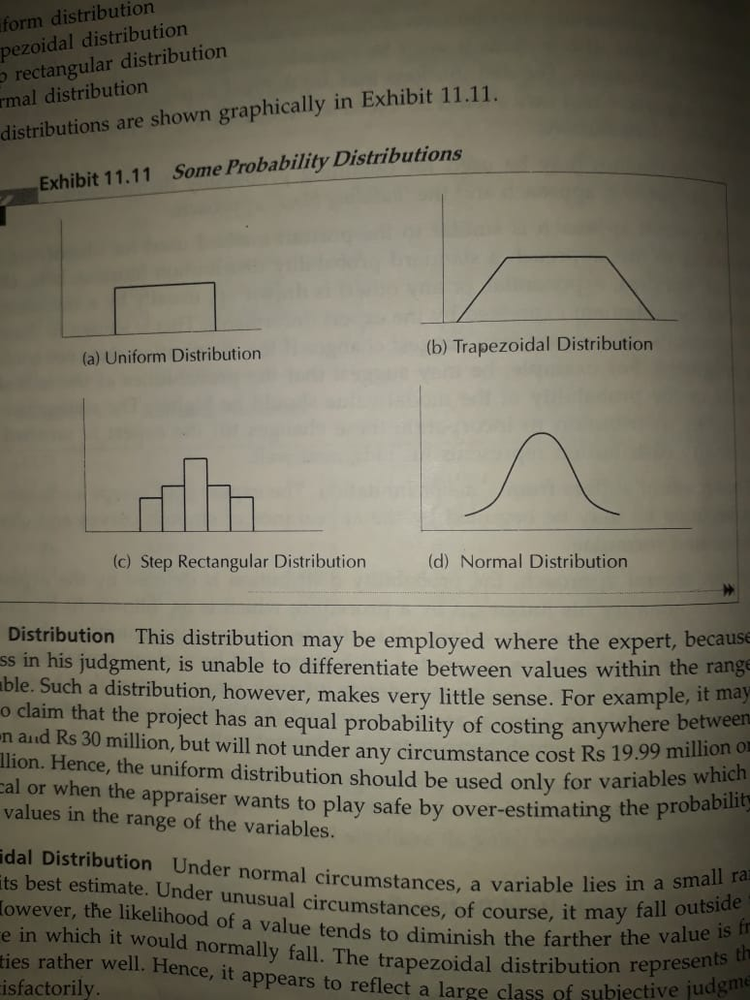 form distribution
pezoidal distribution
rectangular distribution
rmal distribution
distributions are shown graphically in Exhibit 11.11.
Exhibit 11.11 Some Probability Distributions
(a) Uniform Distribution
(b) Trapezoidal Distribution
(c) Step Rectangular Distribution
(d) Normal Distribution
Distribution This distribution may be employed where the expert, because
ss in his judgment, is unable to differentiate between values within the range
able. Such a distribution, however, makes very little sense. For example, it may
o claim that the project has an equal probability of costing anywhere between
on and Rs 30 million, but will not under any circumstance cost Rs 19.99 million or
llion. Hence, the uniform distribution should be used only for variables which
cal or when the appraiser wants to play safe by over-estimating the probability
values in the range of the variables.
idal Distribution Under normal circumstances, a variable lies in a small ra
its best estimate. Under unusual circumstances, of course, it may fall outside
However, the likelihood of a value tends to diminish the farther the value is fr
e in which it would normally fall. The trapezoidal distribution represents th
ties rather well. Hence, it appears to reflect a large class of subjective judgme
tisfactorily.